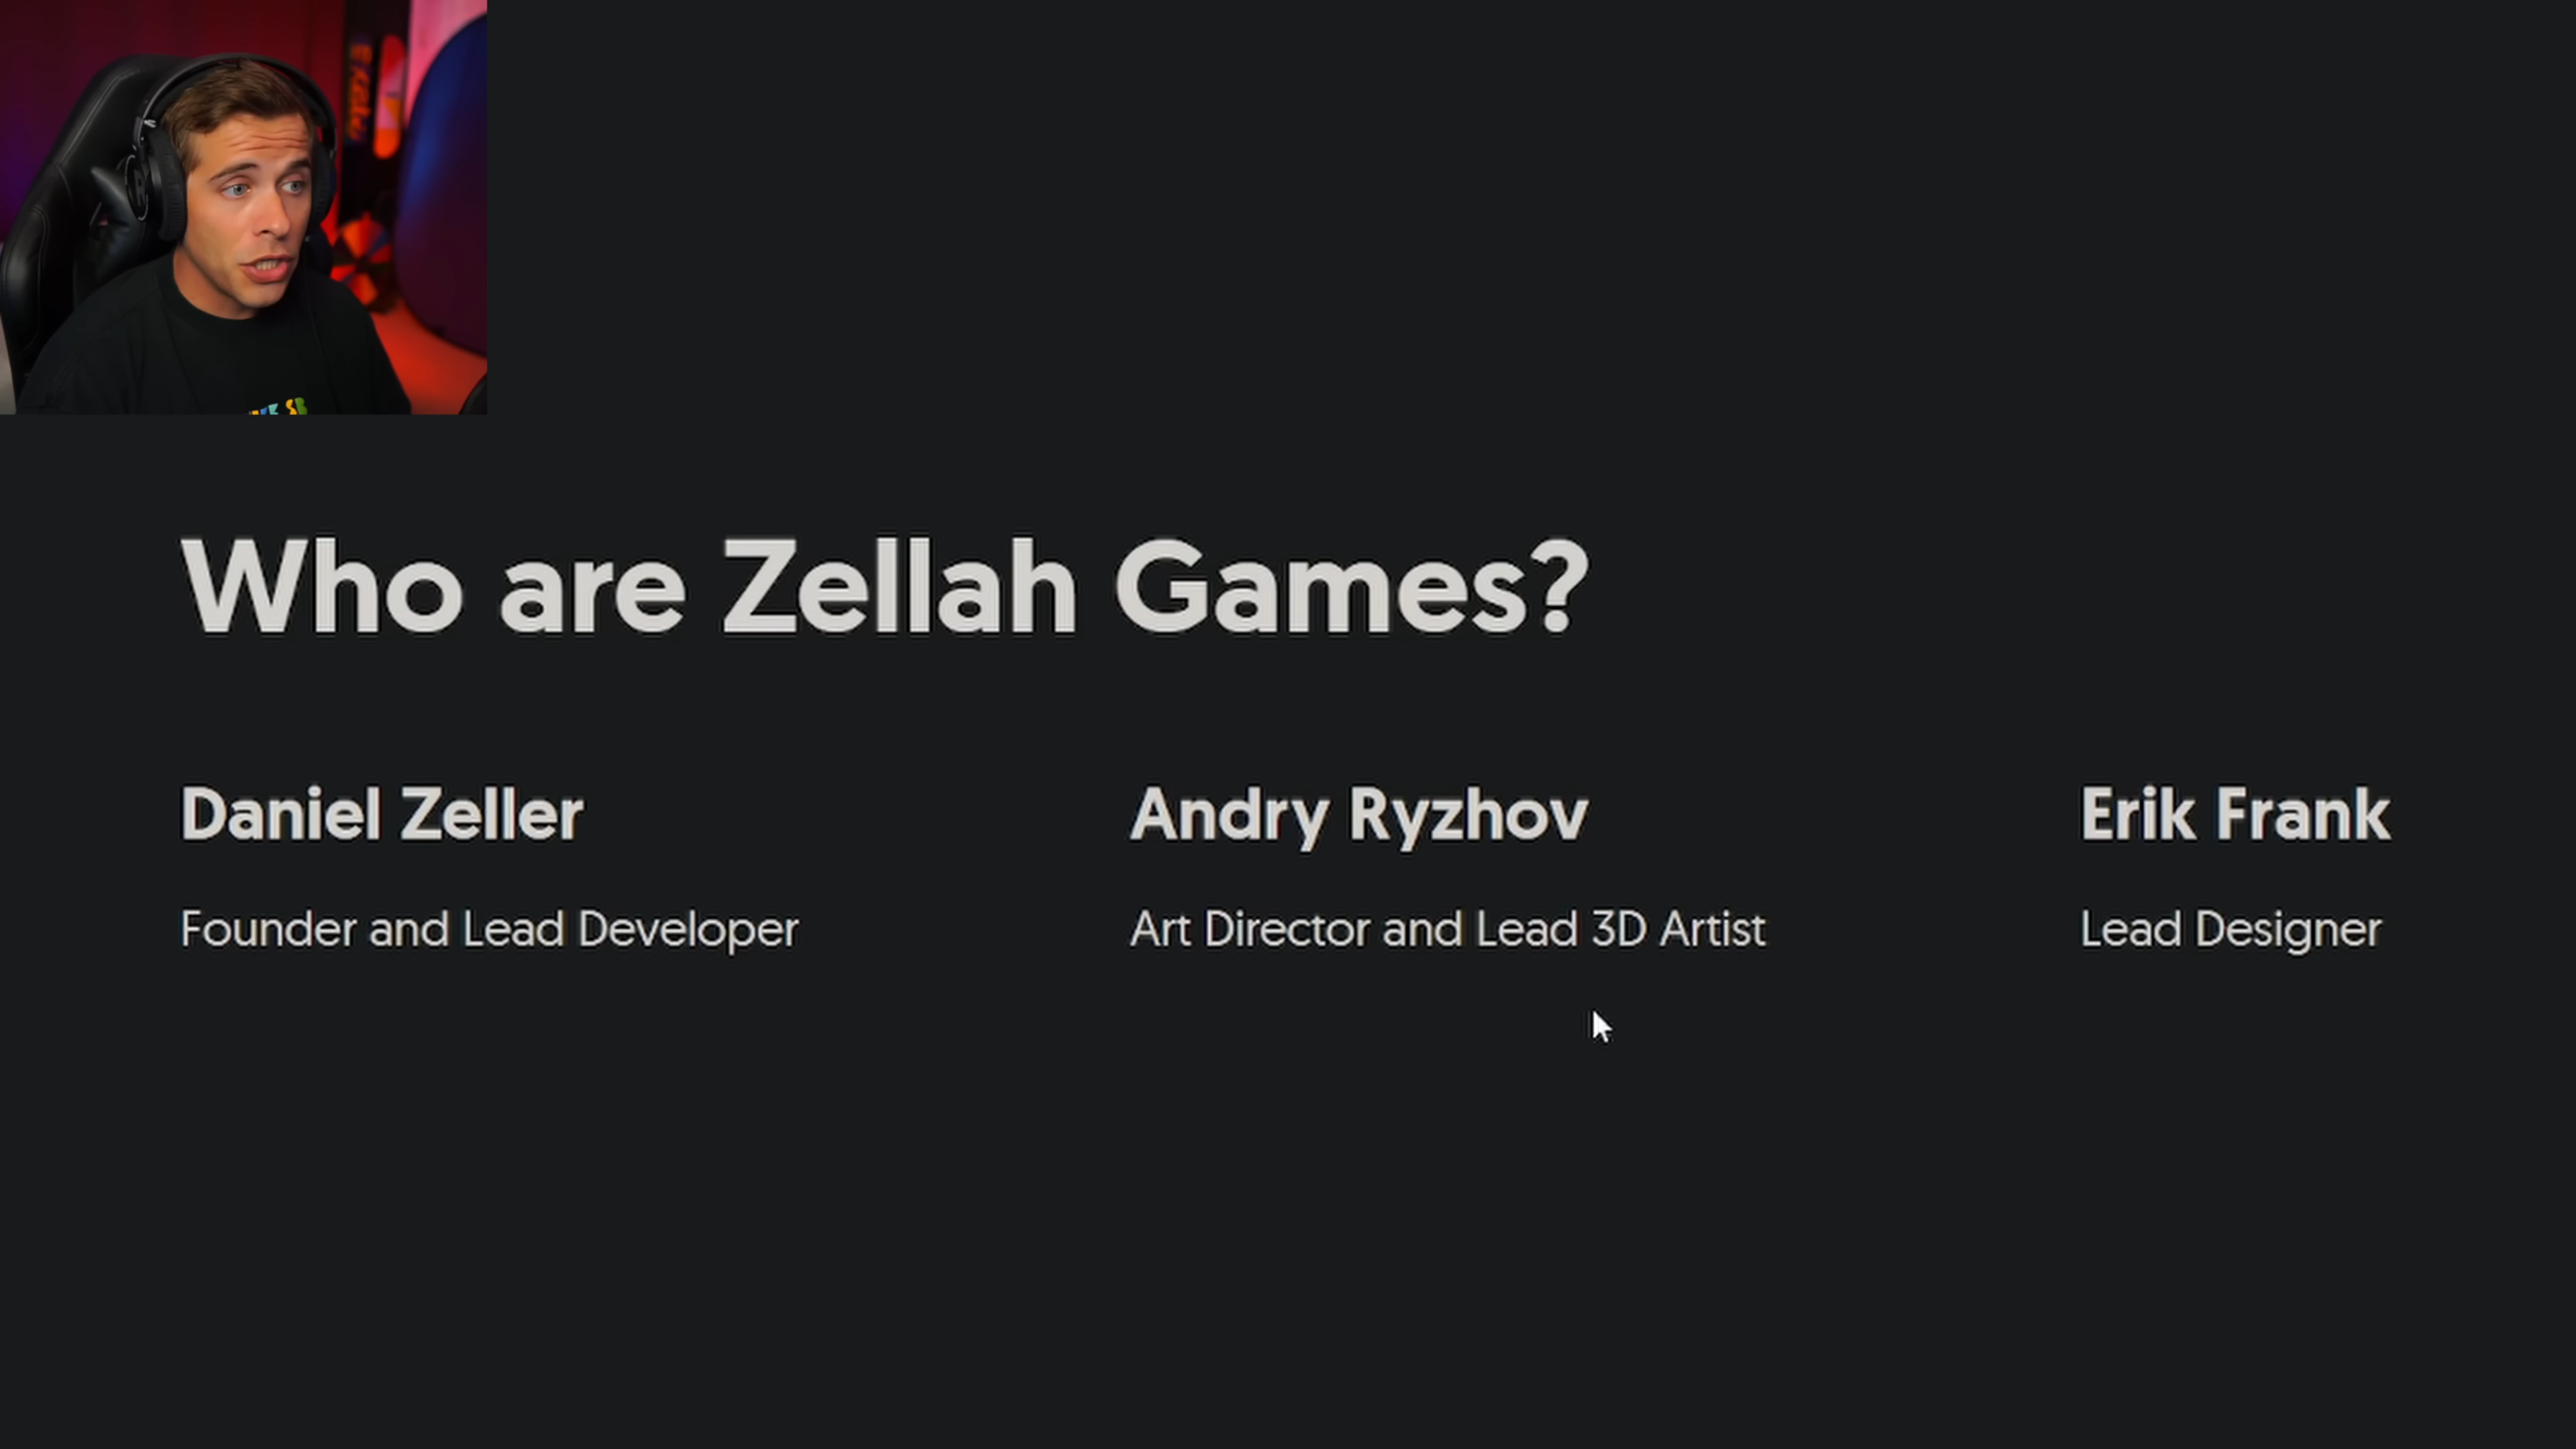 Who are Zellah Games?
Daniel Zeller
Andry Ryzhov
Erik Frank
Founder and Lead Developer
Art Director and Lead 3D Artist
Lead Designer